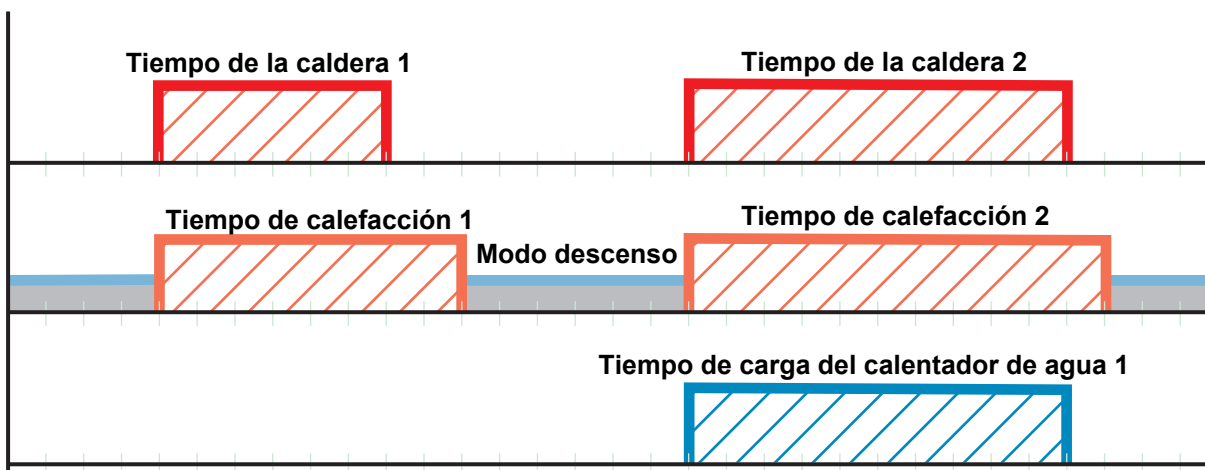 Tiempo de la caldera 1
Tiempo de la caldera 2
Tiempo de calefacción 1
Tiempo de calefacción 2
Modo descenso
Tiempo de carga del calentador de agua 1